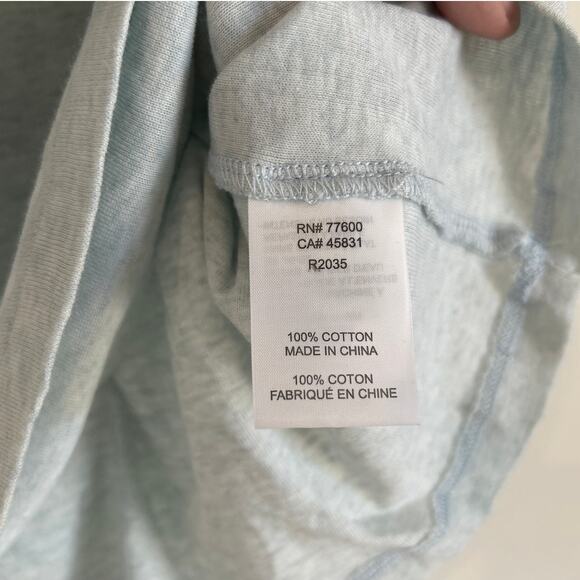 RN# 77600
CA# 45831
R2035
100% COTTON
MADE IN CHINA
100% COTON
FABRIQUÉ EN CHINE